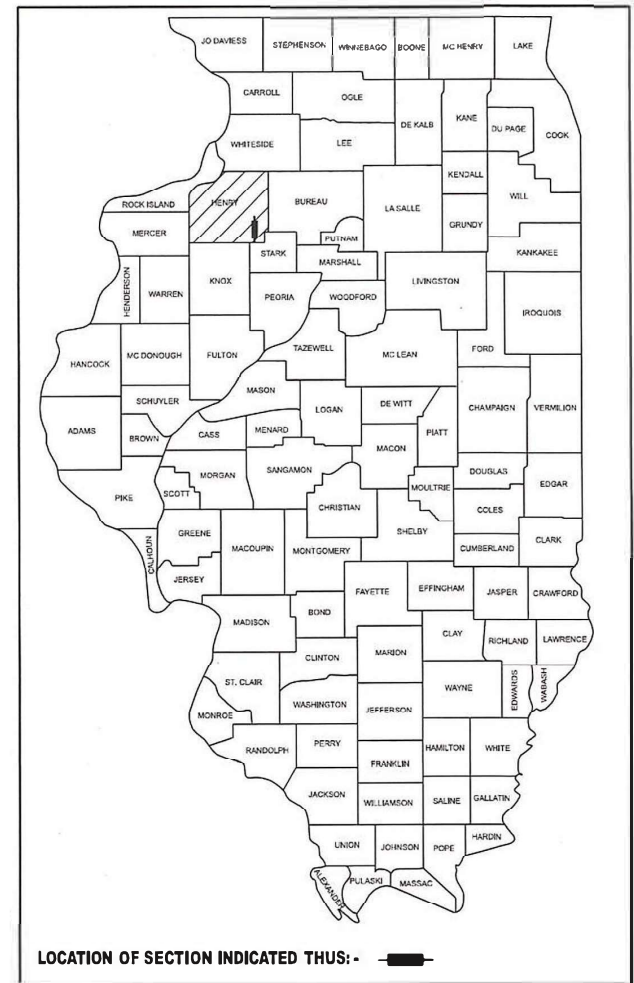 JO DAVIESS
STEPHENSON
WINNEBAGO
BOONE
MC HENRY
LAKE
CARROLL
OGLE
DE KALB
KANE
DU PAGE
COOK
WHITESIDE
LEE
KENDALL
WILL
ROCK ISLAND
HENRY
BUREAU
LA SALLE
GRUNDY
MERCER
PUTNAM
STARK
MARSHALL
KANKAKEE
HENDERSON
WARREN
KNOX
PEORIA
WOODFORD
LIVINGSTON
IROQUOIS
HANCOCK
MC DONOUGH
FULTON
TAZEWELL
MC LEAN
FORD
SCHUYLER
MASON
LOGAN
DE WITT
CHAMPAIGN
VERMILION
ADAMS
BROWN
CASS
MENARD
MACON
PIATT
PIKE
SCOTT
MORGAN
SANGAMON
CHRISTIAN
MOULTRIE
DOUGLAS
EDGAR
COLES
CALHOUN
GREENE
MACOUPIN
MONTGOMERY
SHELBY
CUMBERLAND
CLARK
JERSEY
FAYETTE
EFFINGHAM
JASPER
CRAWFORD
MADISON
BOND
CLAY
RICHLAND
LAWRENCE
CLINTON
MARION
ST. CLAIR
WAYNE
EDWARDS
WABASH
MONROE
WASHINGTON
JEFFERSON
RANDOLPH
PERRY
HAMILTON
WHITE
FRANKLIN
JACKSON
WILLIAMSON
SALINE
GALLATIN
UNION
JOHNSON
POPE
HARDIN
ALEXANDER
PULASKI
MASSAC
LOCATION OF SECTION INDICATED THUS: -